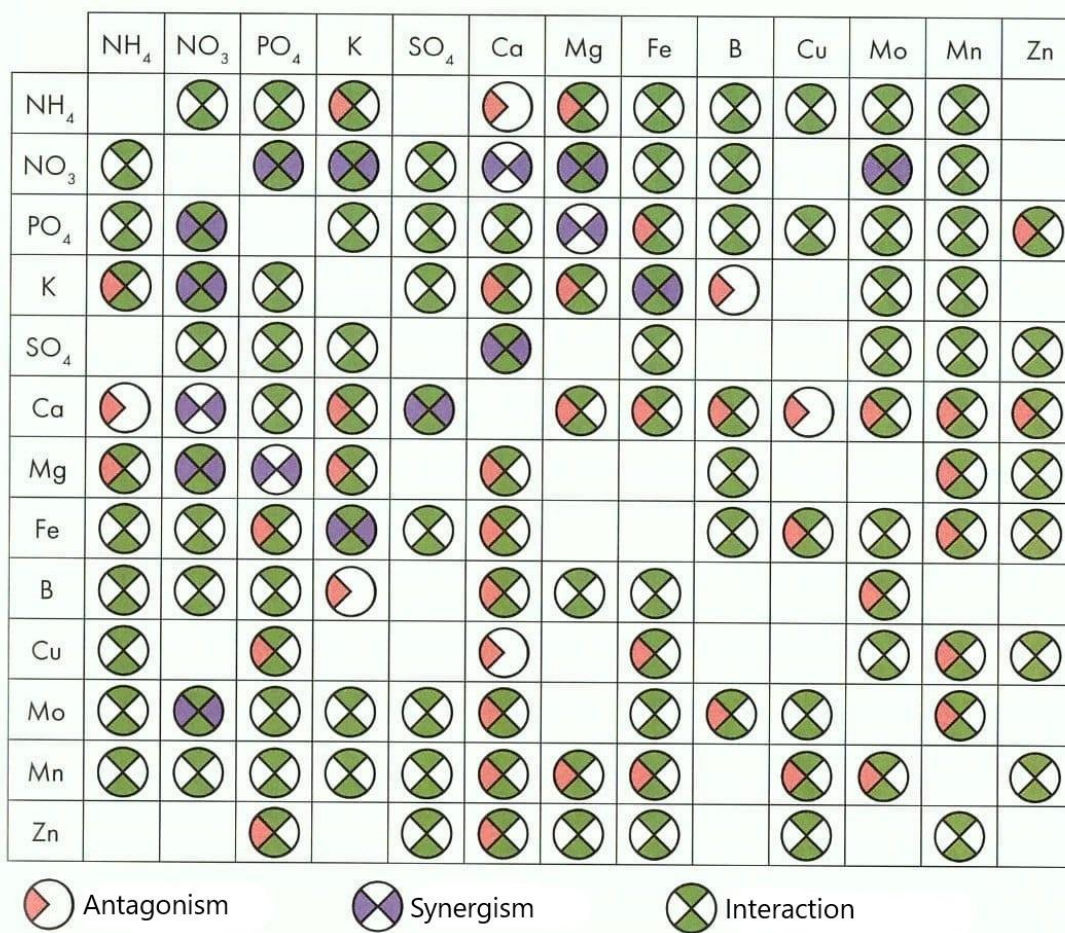 NH₄ NO₃ PO₄ K SO₄ Ca Mg Fe B Cu Mo Mn Zn
NH₄
NO₃
PO₄
K
SO₄
Ca
Mg
Fe
B
Cu
Mo
Mn
Zn
Antagonism Synergism Interaction